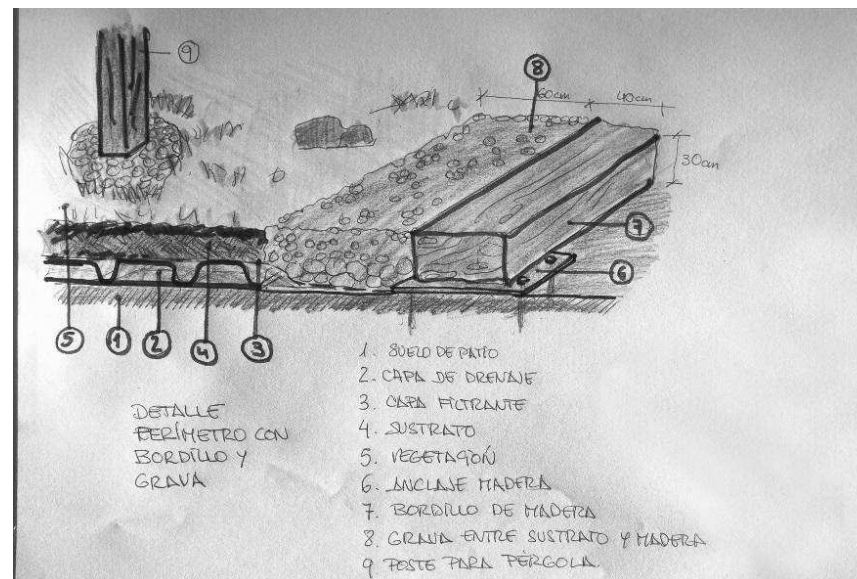 9
8
60cm
40cm
30cm
7
6
5
1
2
4
3
DETALLE
PERÍMETRO CON
BORDILLO Y
GRAVA
1. SUELO DE PATIO
2. CAPA DE DRENAJE
3. CAPA FILTRANTE
4. SUSTRATO
5. VEGETACIÓN
6. ANCLAJE MADERA
7. BORDILLO DE MADERA
8. GRAVA ENTRE SUSTRATO Y MADERA
9 POSTE PARA PÉRGOLA